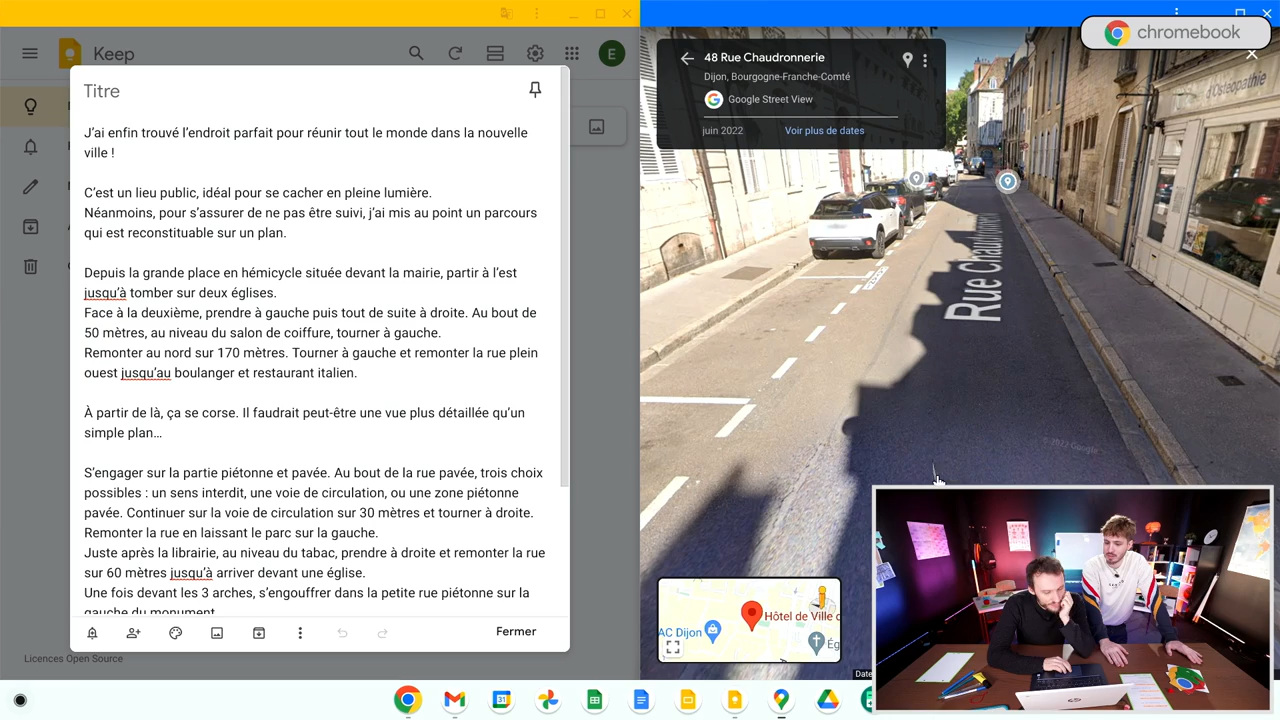 Keep
E
Titre
J'ai enfin trouvé l'endroit parfait pour réunir tout le monde dans la nouvelle
ville !
C'est un lieu public, idéal pour se cacher en pleine lumière.
Néanmoins, pour s'assurer de ne pas être suivi, j'ai mis au point un parcours
qui est reconstituable sur un plan.
Depuis la grande place en hémicycle située devant la mairie, partir à l'est
jusqu'à tomber sur deux églises.
Face à la deuxième, prendre à gauche puis tout de suite à droite. Au bout de
50 mètres, au niveau du salon de coiffure, tourner à gauche.
Remonter au nord sur 170 mètres. Tourner à gauche et remonter la rue plein
ouest jusqu'au boulanger et restaurant italien.
À partir de là, ça se corse. Il faudrait peut-être une vue plus détaillée qu'un
simple plan...
S'engager sur la partie piétonne et pavée. Au bout de la rue pavée, trois choix
possibles : un sens interdit, une voie de circulation, ou une zone piétonne
pavée. Continuer sur la voie de circulation sur 30 mètres et tourner à droite.
Remonter la rue en laissant le parc sur la gauche.
Juste après la librairie, au niveau du tabac, prendre à droite et remonter la rue
sur 60 mètres jusqu'à arriver devant une église.
Une fois devant les 3 arches, s'engouffrer dans la petite rue piétonne sur la
gauche du monument
Fermer
Licences Open Source
chromebook
48 Rue Chaudronnerie
Dijon, Bourgogne-Franche-Comté
Google Street View
juin 2022
Voir plus de dates
d'Ostéopathie
Rue Chaudronn
© 2022 Google
Hôtel de Ville d
AC Dijon
Ég
Date
31